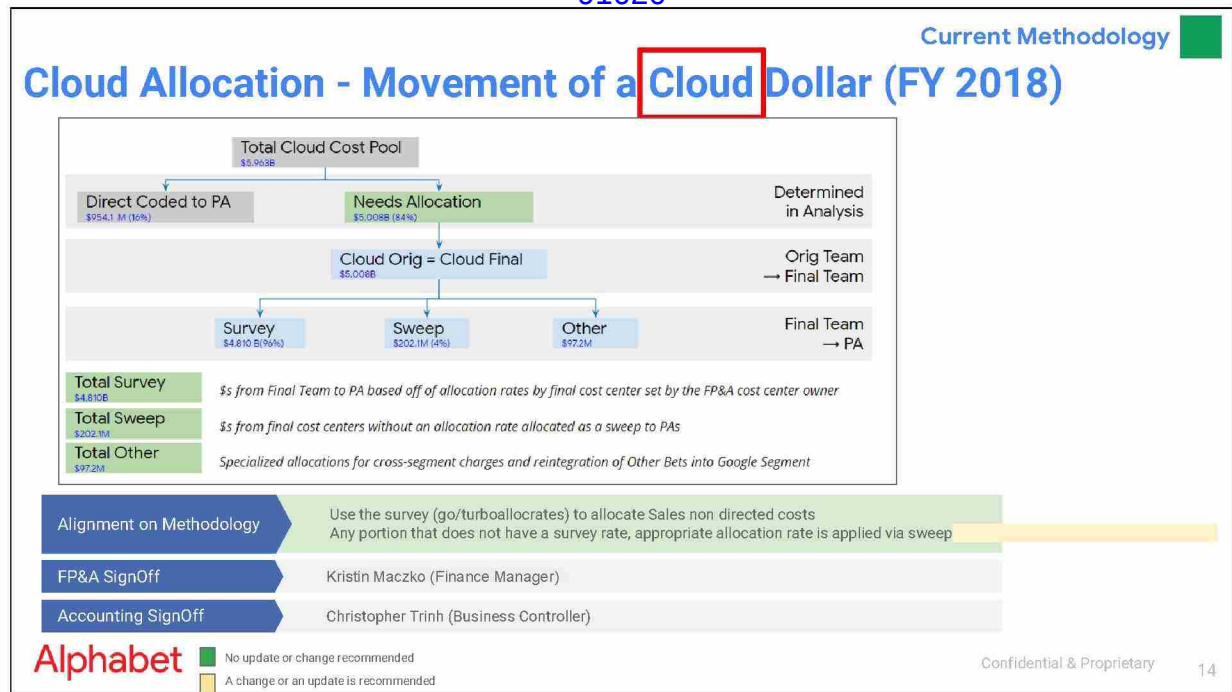 Current Methodology
Cloud Allocation - Movement of a Cloud Dollar (FY 2018)
Total Cloud Cost Pool
$5.963B
Direct Coded to PA
$954.1 M (16%)
Needs Allocation
$5.008B (84%)
Determined
in Analysis
Cloud Orig = Cloud Final
$5.008B
Orig Team
→ Final Team
Survey
$4.810 B(96%)
Sweep
$202.1M (4%)
Other
$97.2M
Final Team
→ PA
Total Survey
$4.810B
$s from Final Team to PA based off of allocation rates by final cost center set by the FP&A cost center owner
Total Sweep
$202.1M
$s from final cost centers without an allocation rate allocated as a sweep to PAs
Total Other
$97.2M
Specialized allocations for cross-segment charges and reintegration of Other Bets into Google Segment
Alignment on Methodology
Use the survey (go/turboallocrates) to allocate Sales non directed costs
Any portion that does not have a survey rate, appropriate allocation rate is applied via sweep
FP&A SignOff
Kristin Maczko (Finance Manager)
Accounting SignOff
Christopher Trinh (Business Controller)
Alphabet
No update or change recommended
A change or an update is recommended
Confidential & Proprietary
14